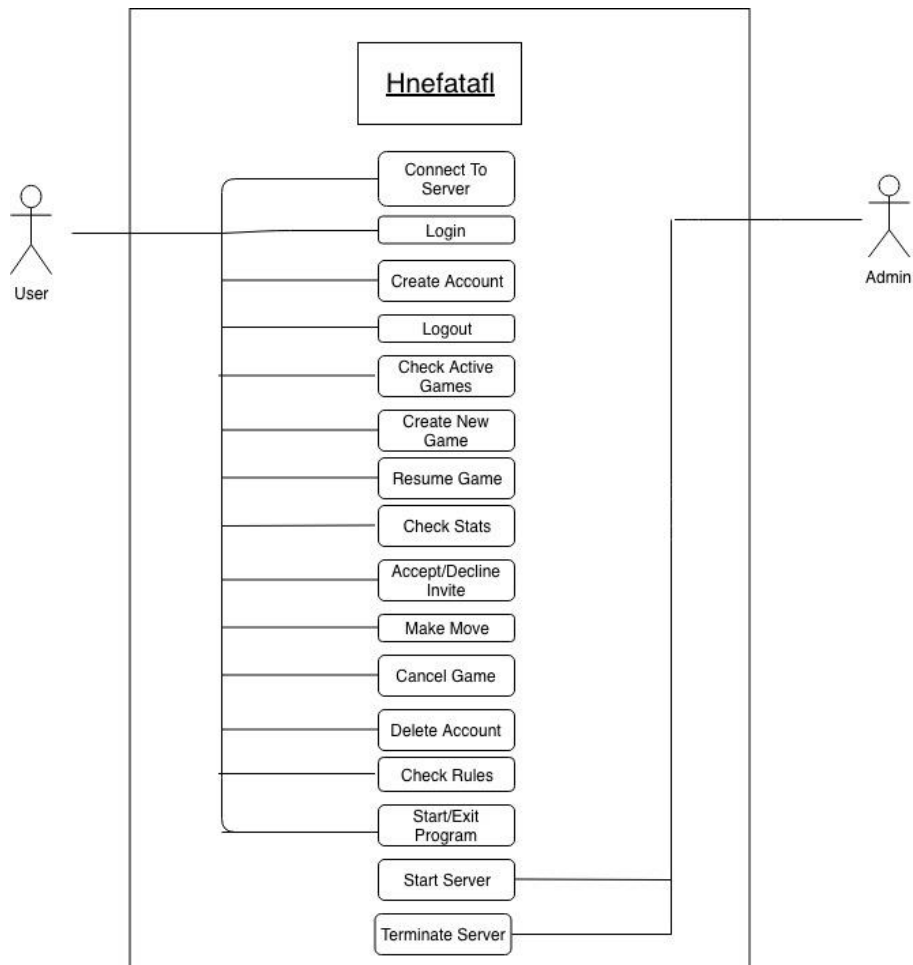 Hnefatafl
Connect To
Server
Login
Create Account
Logout
Check Active
Games
Create New
Game
Resume Game
Check Stats
Accept/Decline
Invite
Make Move
Cancel Game
Delete Account
Check Rules
Start/Exit
Program
Start Server
Terminate Server
User
Admin